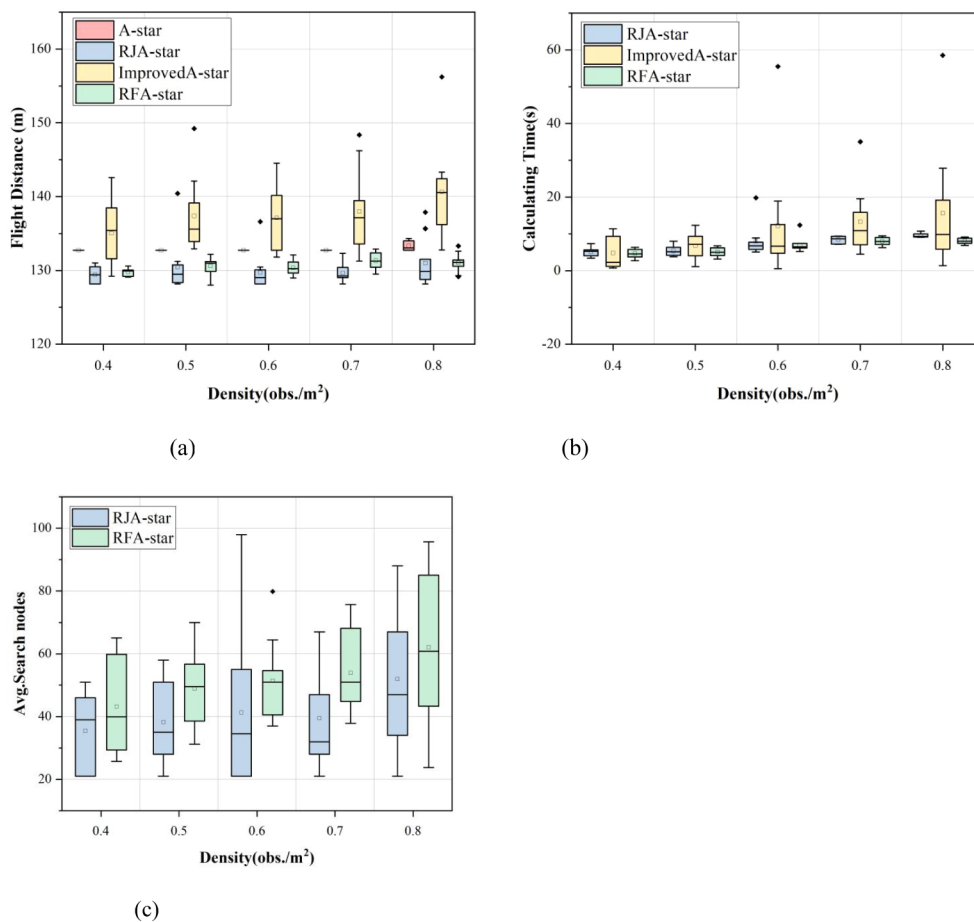 A-star
RJA-star
ImprovedA-star
RFA-star
160
150
140
130
120
Flight Distance (m)
0.4 0.5 0.6 0.7 0.8
Density(obs./m²)
(a)
RJA-star
ImprovedA-star
RFA-star
60
40
20
0
-20
Calculating Time(s)
0.4 0.5 0.6 0.7 0.8
Density(obs./m²)
(b)
RJA-star
RFA-star
100
80
60
40
20
Avg.Search nodes
0.4 0.5 0.6 0.7 0.8
Density(obs./m²)
(c)